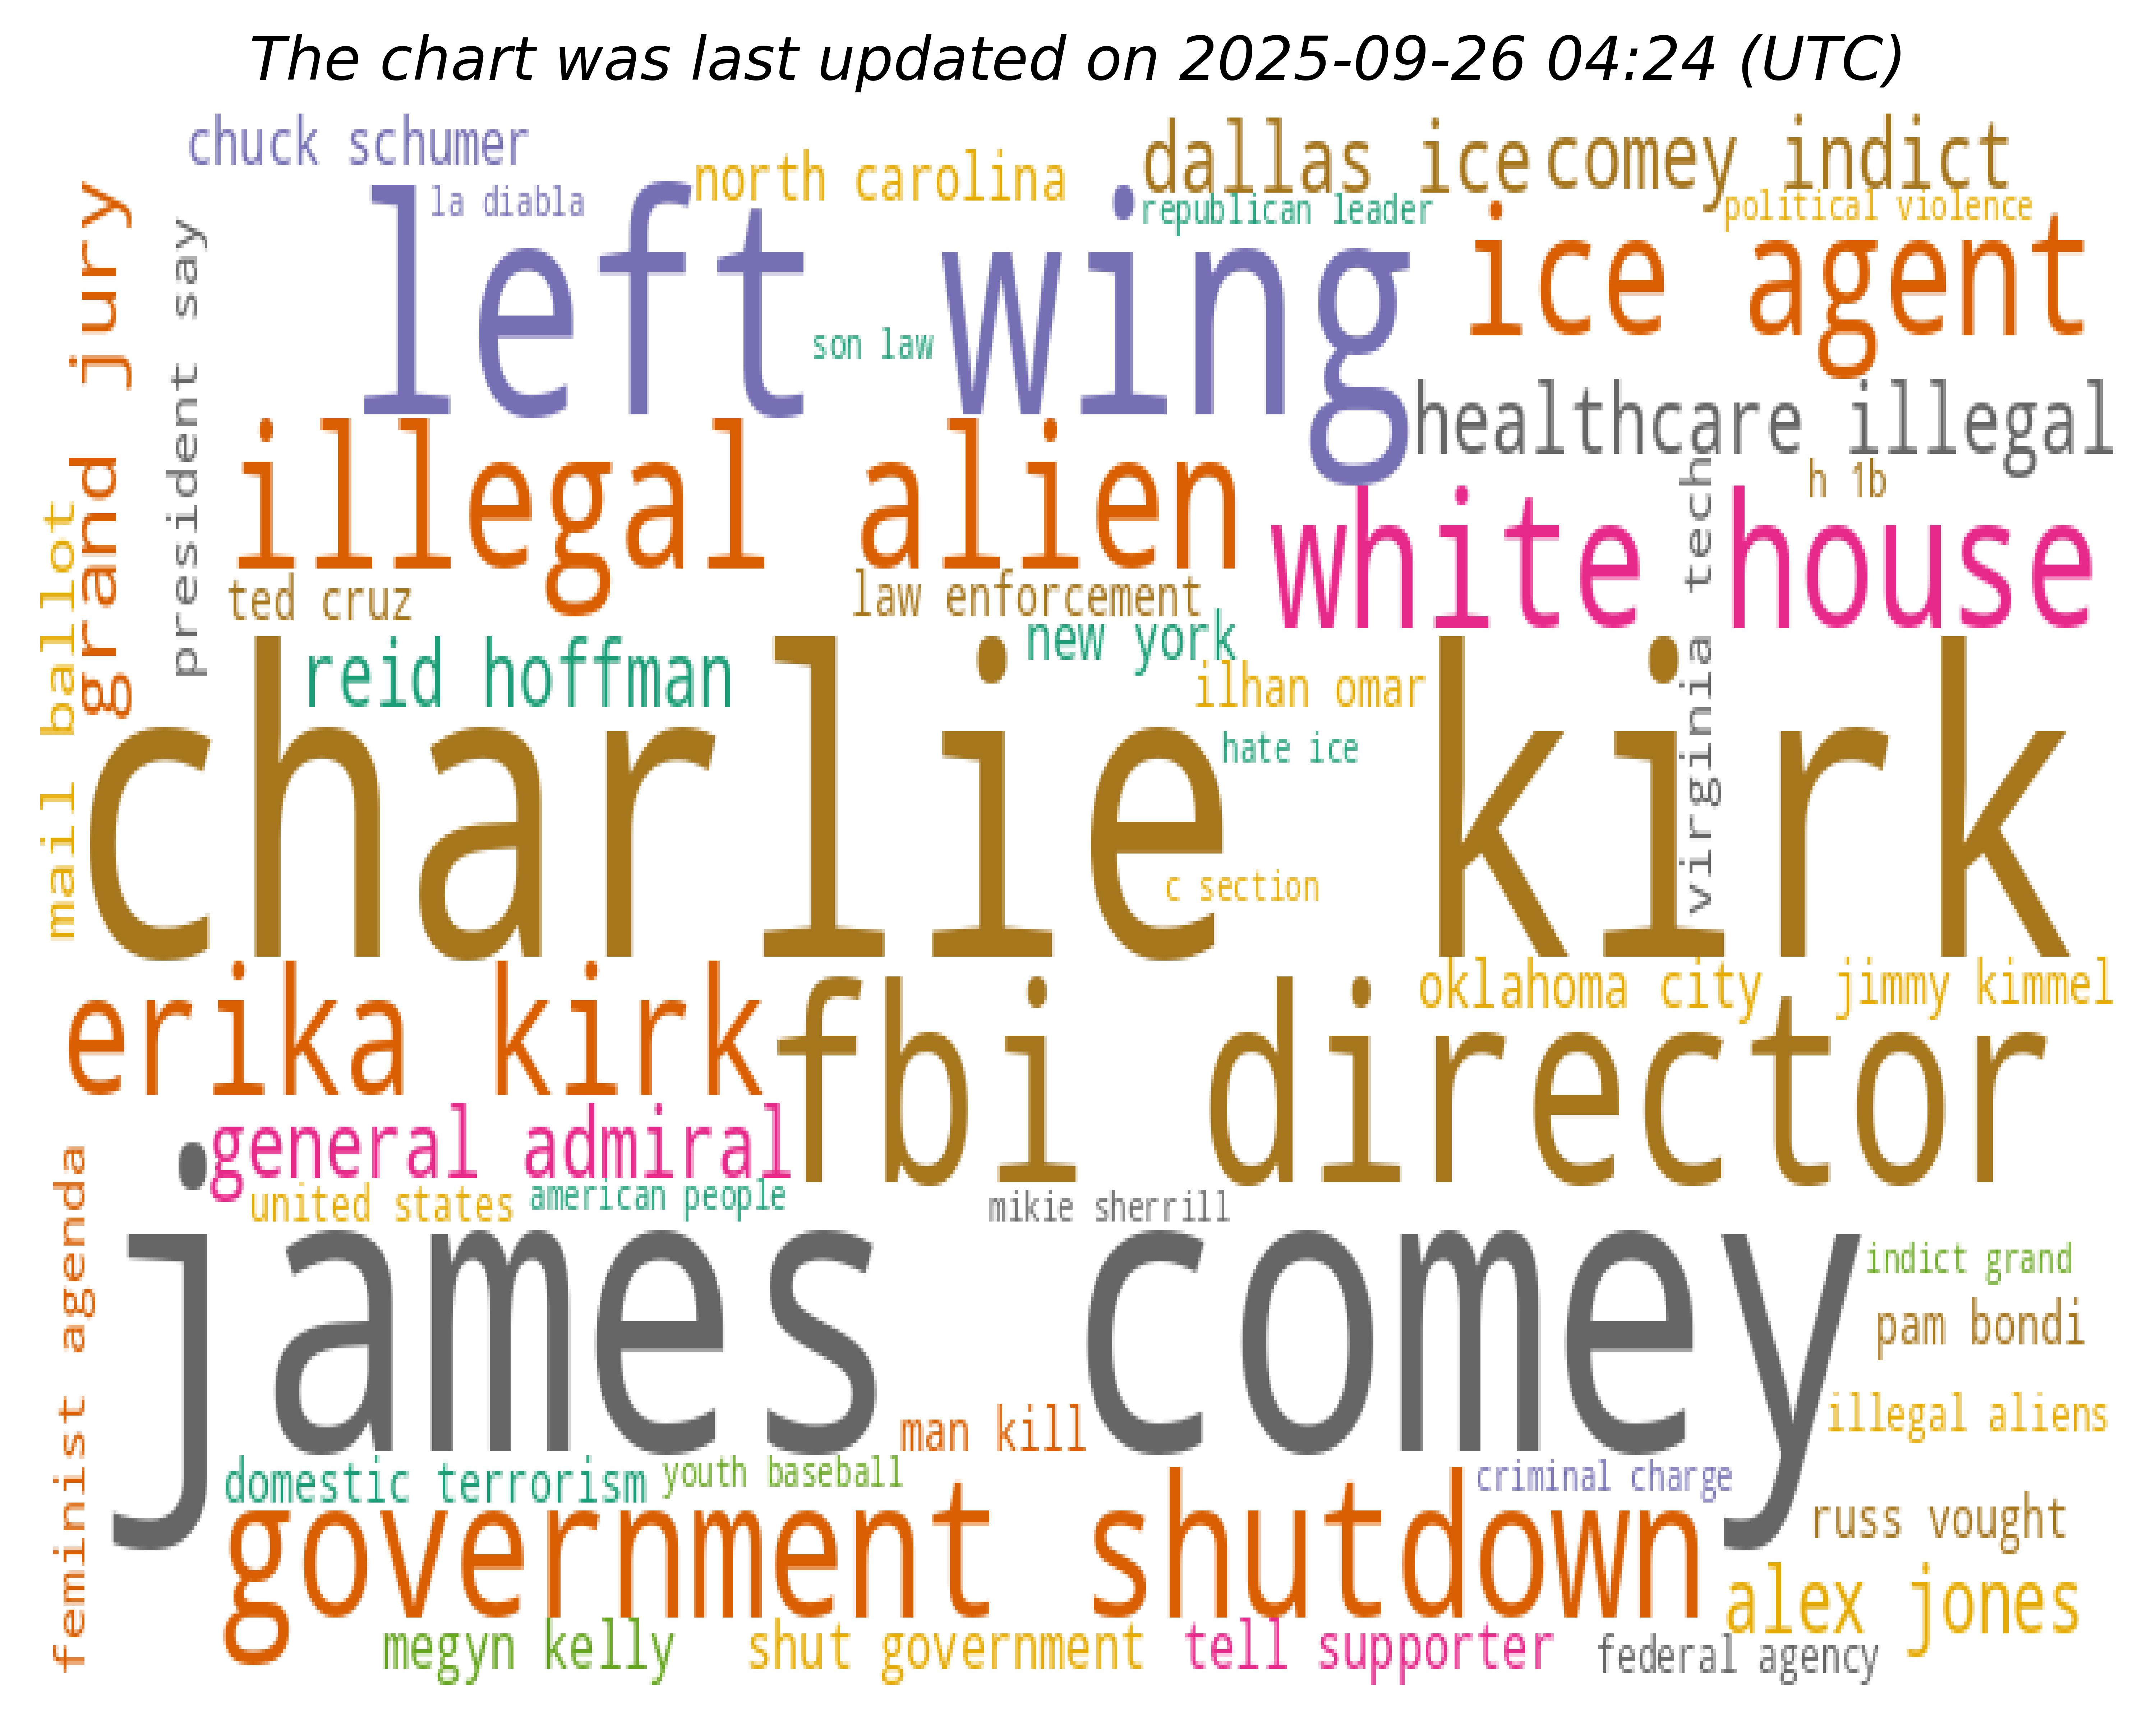 The chart was last updated on 2025-09-26 04:24 (UTC)
chuck schumer
north carolina
dallas ice
comey indict
la diabla
republican leader
political violence
left wing
ice agent
son law
grand jury
president say
healthcare illegal
illegal alien
h 1b
white house
virginia tech
mail ballot
ted cruz
law enforcement
new york
reid hoffman
ilhan omar
hate ice
charlie kirk
c section
erika kirk
oklahoma city
jimmy kimmel
fbi director
general admiral
united states
american people
mikie sherrill
feminist agenda
james comey
indict grand
pam bondi
illegal aliens
man kill
domestic terrorism
youth baseball
criminal charge
russ vought
government shutdown
alex jones
megyn kelly
shut government
tell supporter
federal agency